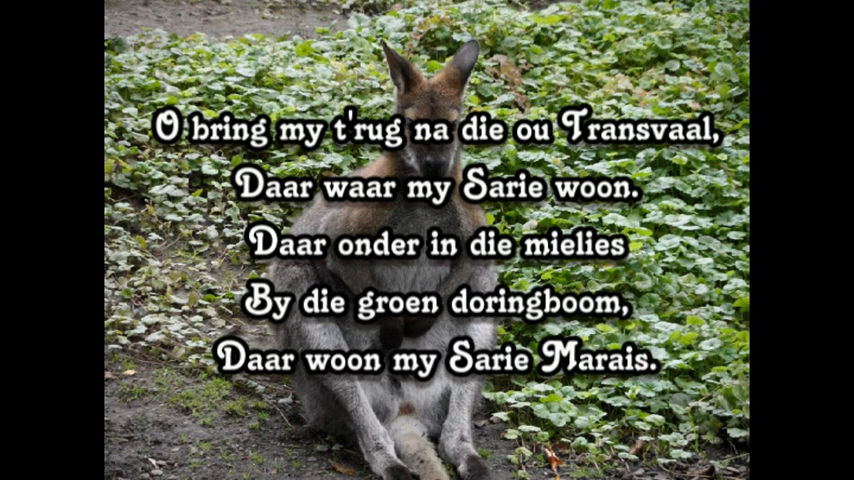 O bring my t'rug na die ou Transvaal,
Daar waar my Sarie woon.
Daar onder in die mielies
By die groen doringboom,
Daar woon my Sarie Marais.